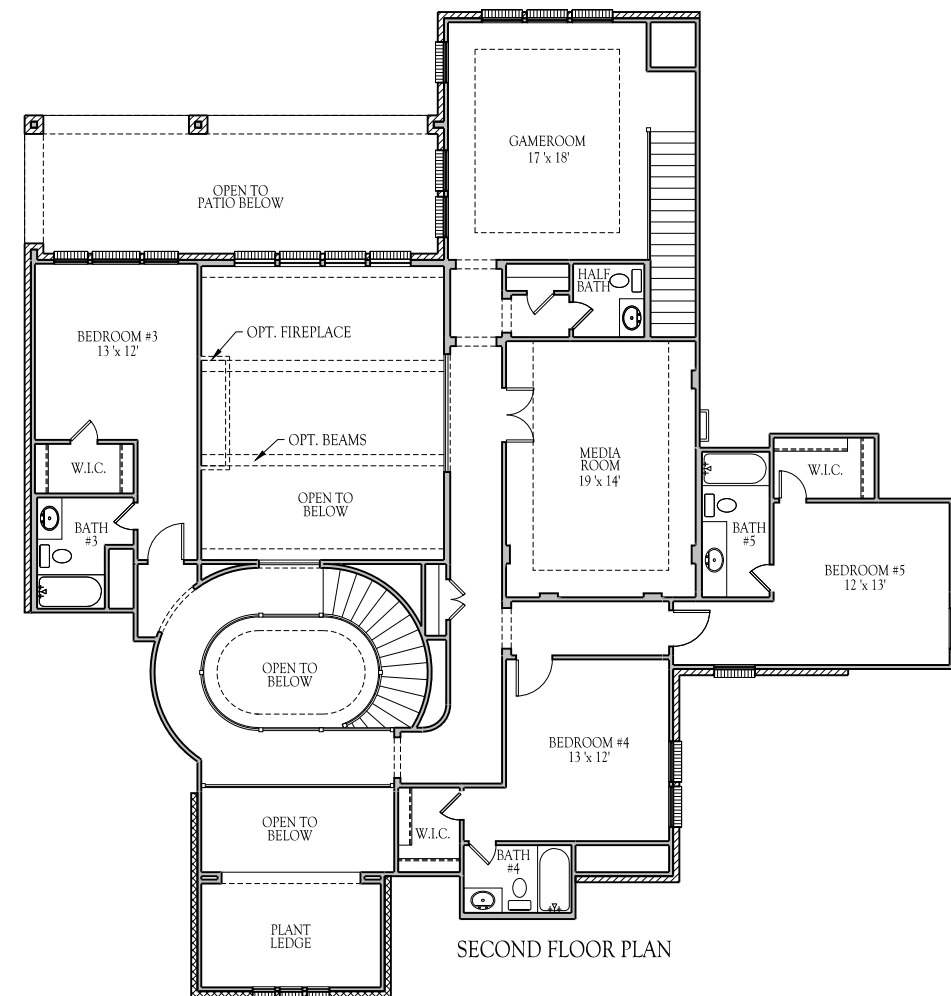 GAMEROOM
17 'x 18'
OPEN TO
PATIO BELOW
HALF
BATH
BEDROOM #3
13 'x 12'
OPT. FIREPLACE
OPT. BEAMS
W.I.C.
MEDIA
ROOM
19 'x 14'
W.I.C.
OPEN TO
BELOW
BATH
#3
BATH
#5
BEDROOM #5
12 'x 13'
OPEN TO
BELOW
BEDROOM #4
13 'x 12'
OPEN TO
BELOW
W.I.C.
BATH
#4
PLANT
LEDGE
SECOND FLOOR PLAN